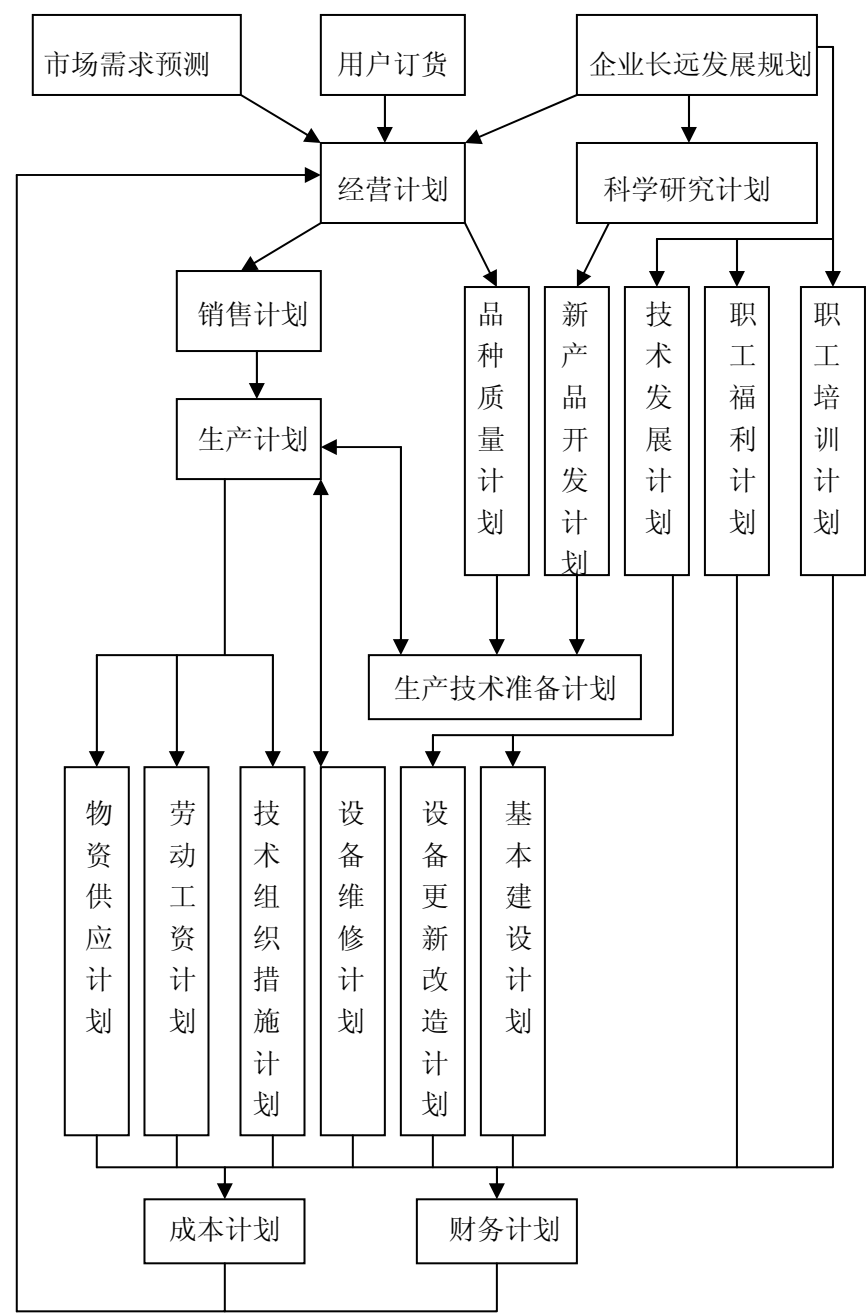 市场需求预测
用户订货
企业长远发展规划
经营计划
科学研究计划
销售计划
品种质量计划
新产品开发计划
技术发展计划
职工福利计划
职工培训计划
生产计划
生产技术准备计划
物资供应计划
劳动工资计划
技术组织措施计划
设备维修计划
设备更新改造计划
基本建设计划
成本计划
财务计划